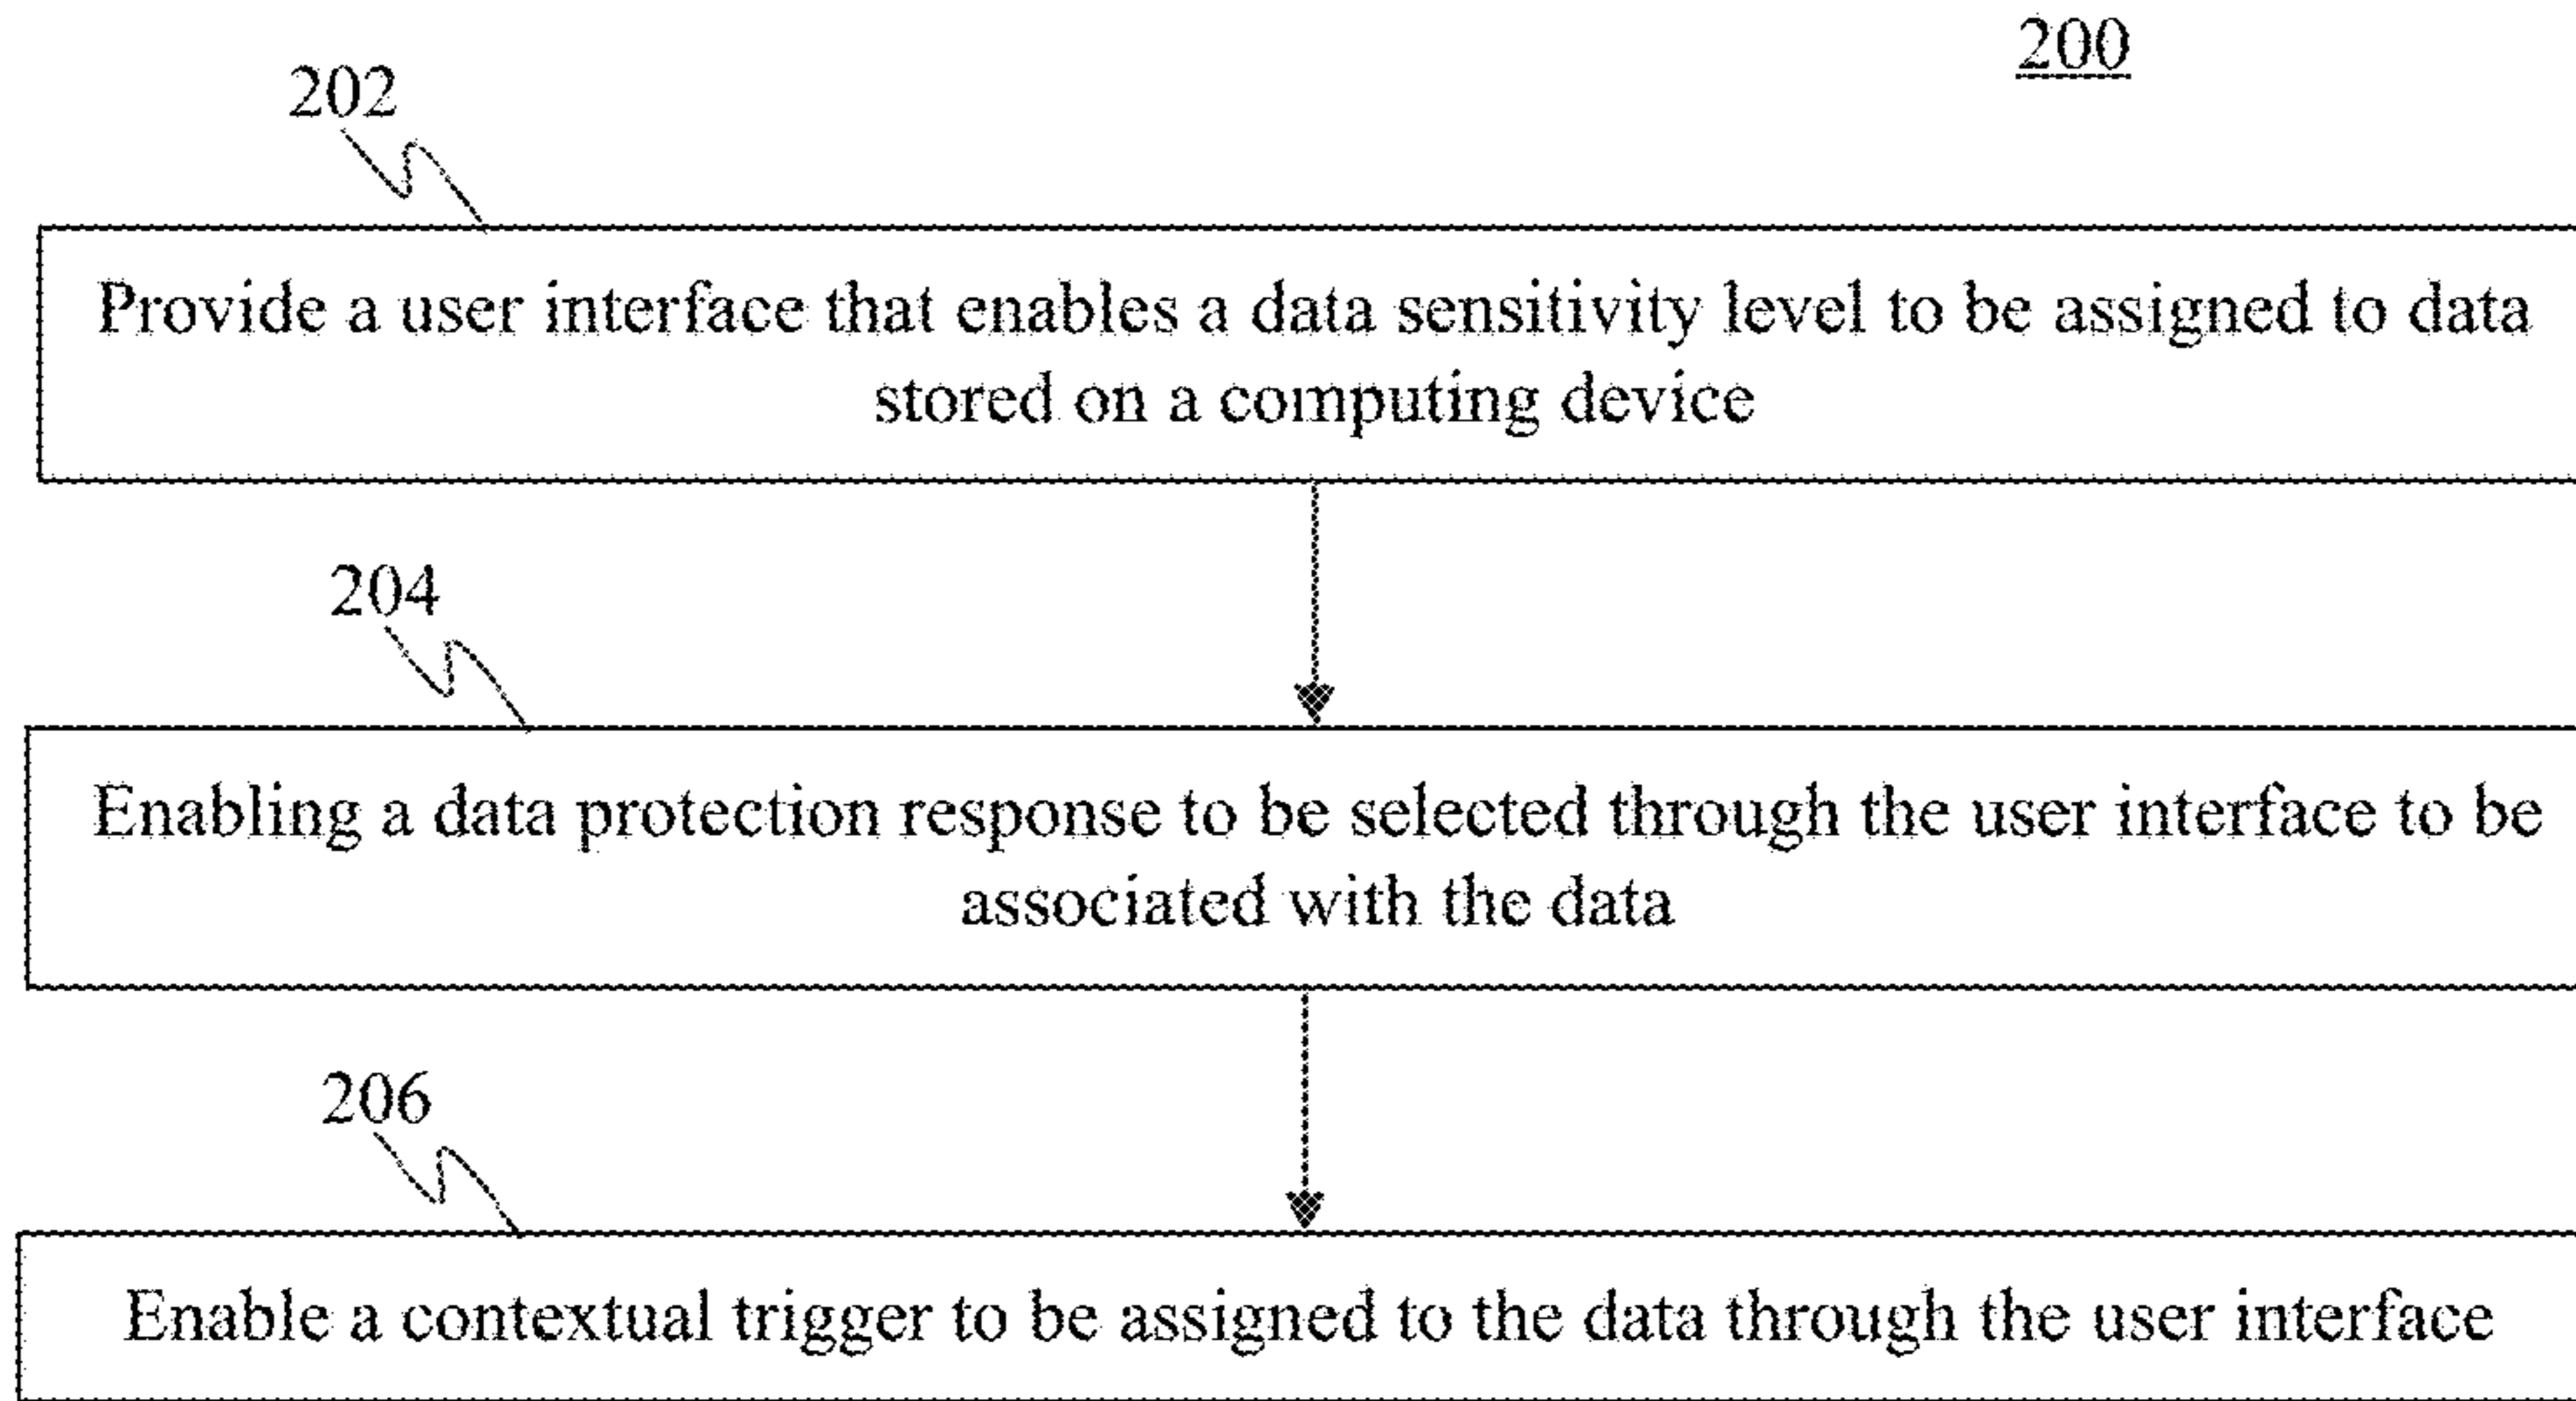 200
202
Provide a user interface that enables a data sensitivity level to be assigned to data
stored on a computing device
204
Enabling a data protection response to be selected through the user interface to be
associated with the data
206
Enable a contextual trigger to be assigned to the data through the user interface